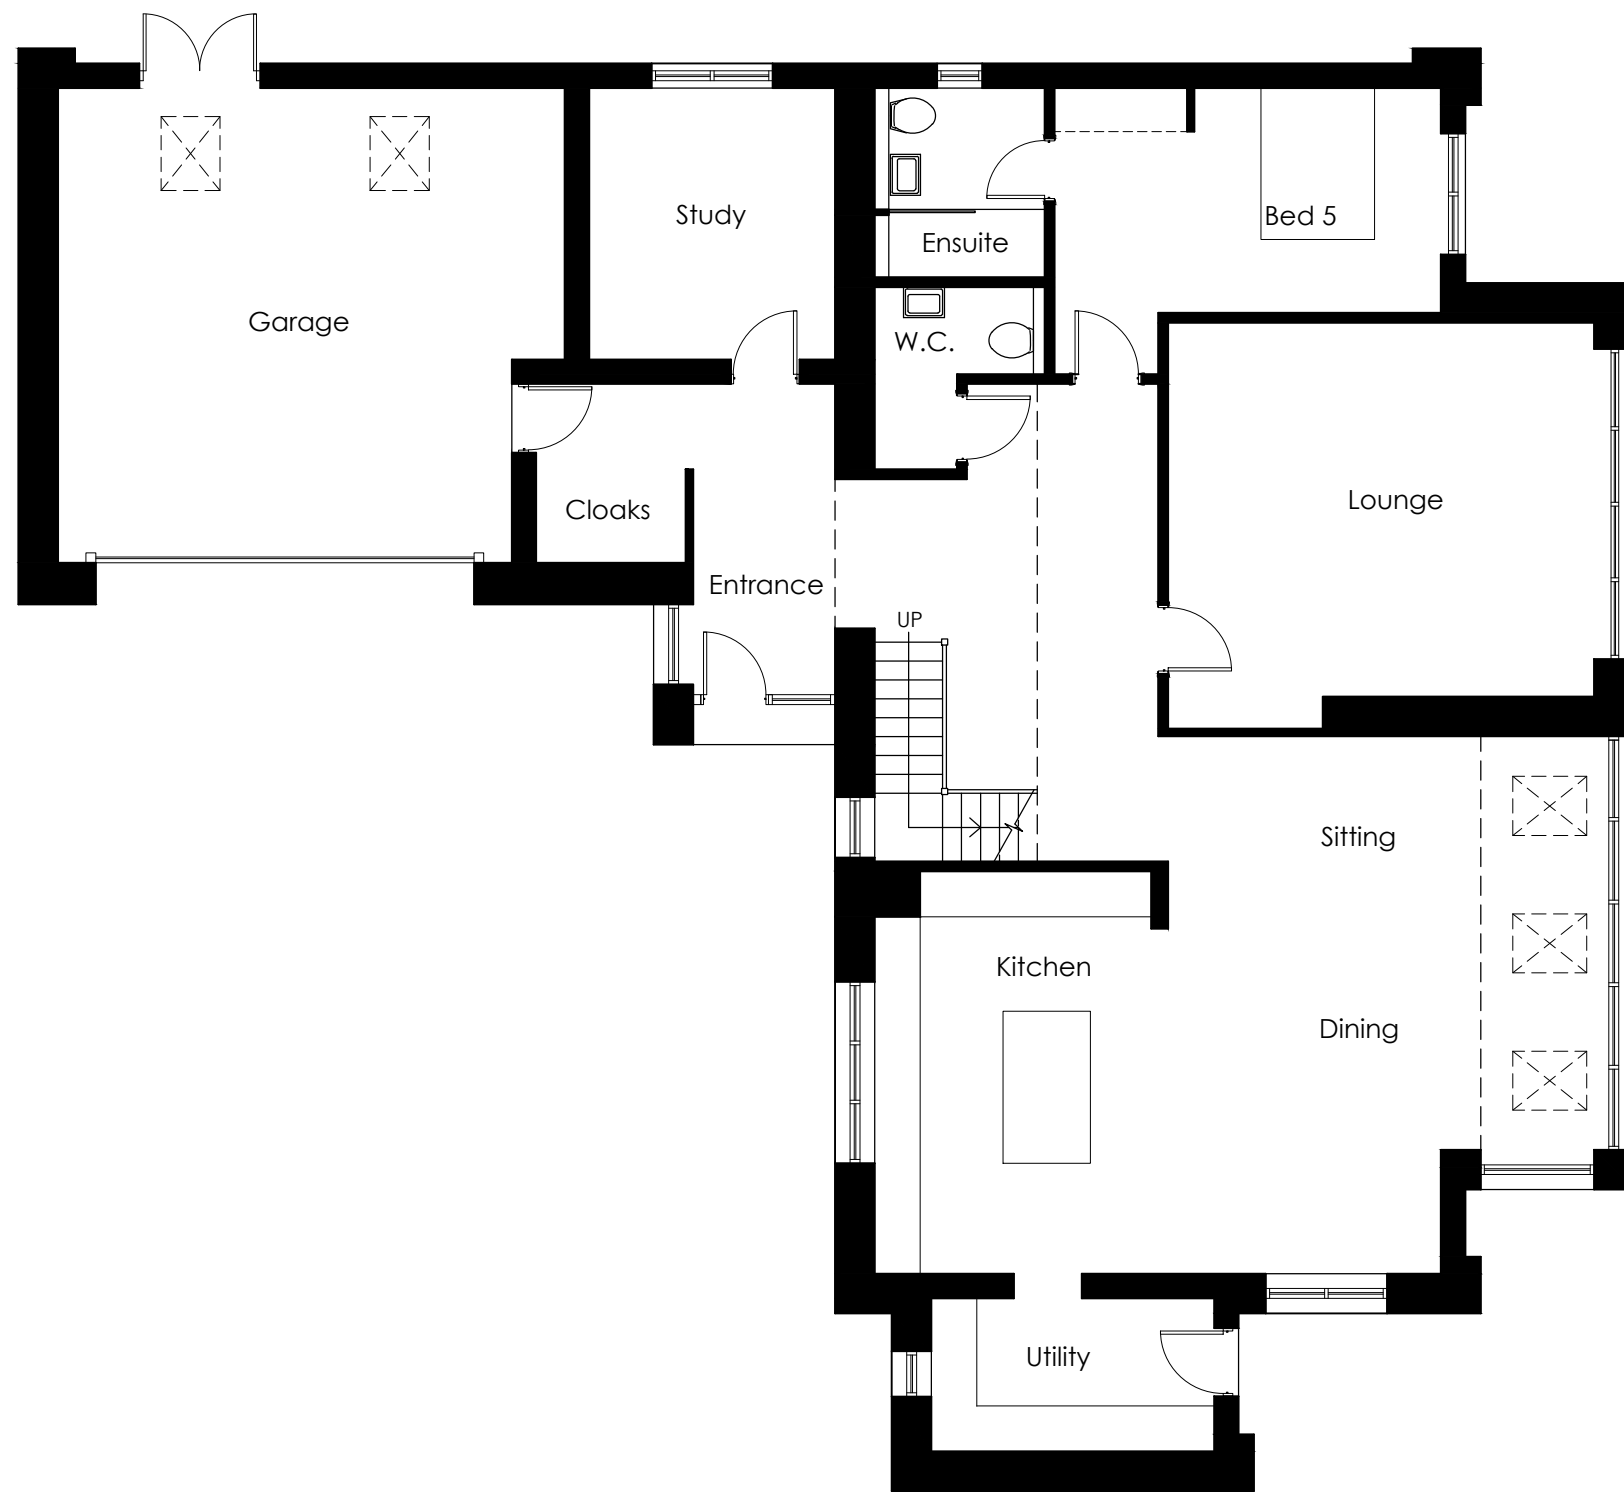 Study
Bed 5
Ensuite
Garage
W.C.
Lounge
Cloaks
Entrance
UP
Sitting
Kitchen
Dining
Utility